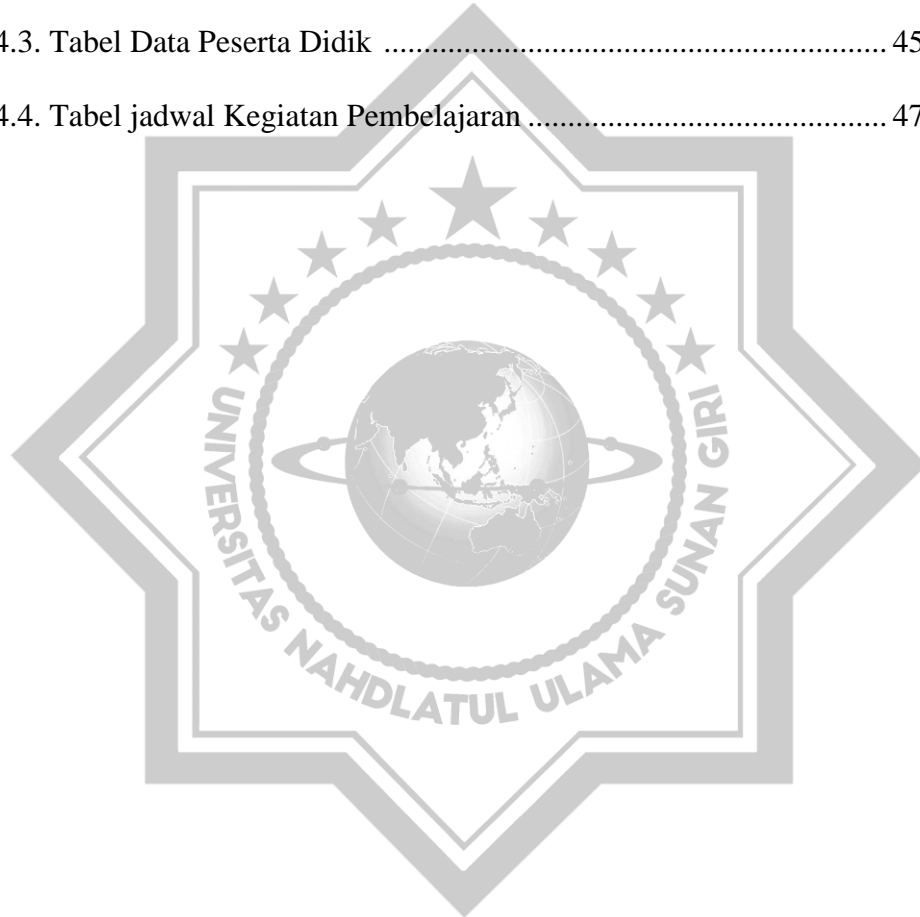 4.3. Tabel Data Peserta Didik ................................................................ 45
4.4. Tabel jadwal Kegiatan Pembelajaran .............................................. 47
UNIVERSITAS NAHDLATUL ULAMA SUNAN GIRI